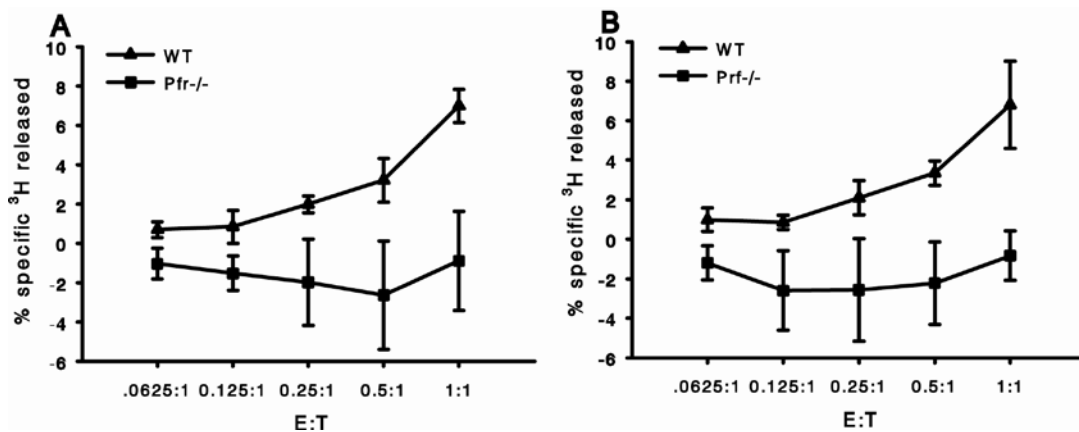 A
WT
Pfr-/-
% specific ³H released
10
8
6
4
2
0
-2
-4
-6
.0625:1 0.125:1 0.25:1 0.5:1 1:1
E:T
B
WT
Prf-/-
% specific ³H released
10
8
6
4
2
0
-2
-4
-6
.0625:1 0.125:1 0.25:1 0.5:1 1:1
E:T